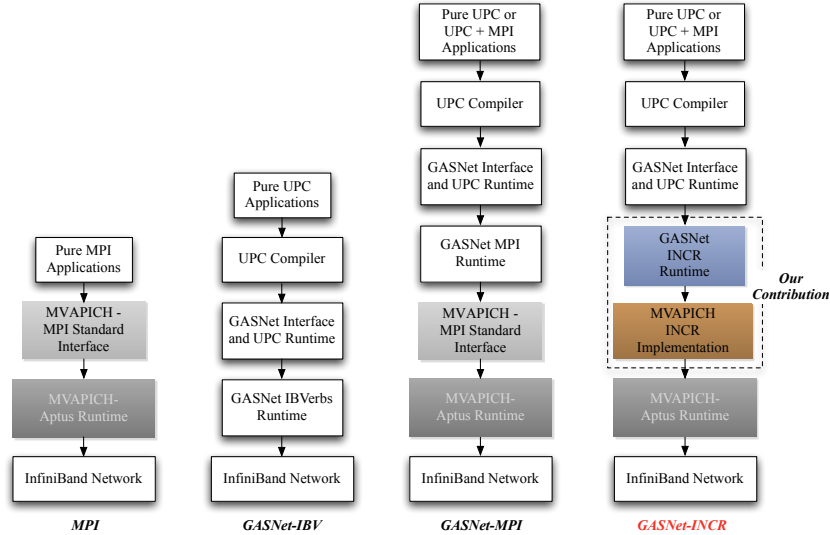 Pure MPI
Applications
MVAPICH -
MPI Standard
Interface
MVAPICH-
Aptus Runtime
InfiniBand Network
MPI
Pure UPC
Applications
UPC Compiler
GASNet Interface
and UPC Runtime
GASNet IBVerbs
Runtime
InfiniBand Network
GASNet-IBV
Pure UPC or
UPC + MPI
Applications
UPC Compiler
GASNet Interface
and UPC Runtime
GASNet MPI
Runtime
MVAPICH -
MPI Standard
Interface
MVAPICH-
Aptus Runtime
InfiniBand Network
GASNet-MPI
Pure UPC or
UPC + MPI
Applications
UPC Compiler
GASNet Interface
and UPC Runtime
GASNet
INCR
Runtime
MVAPICH
INCR
Implementation
Our
Contribution
MVAPICH-
Aptus Runtime
InfiniBand Network
GASNet-INCR